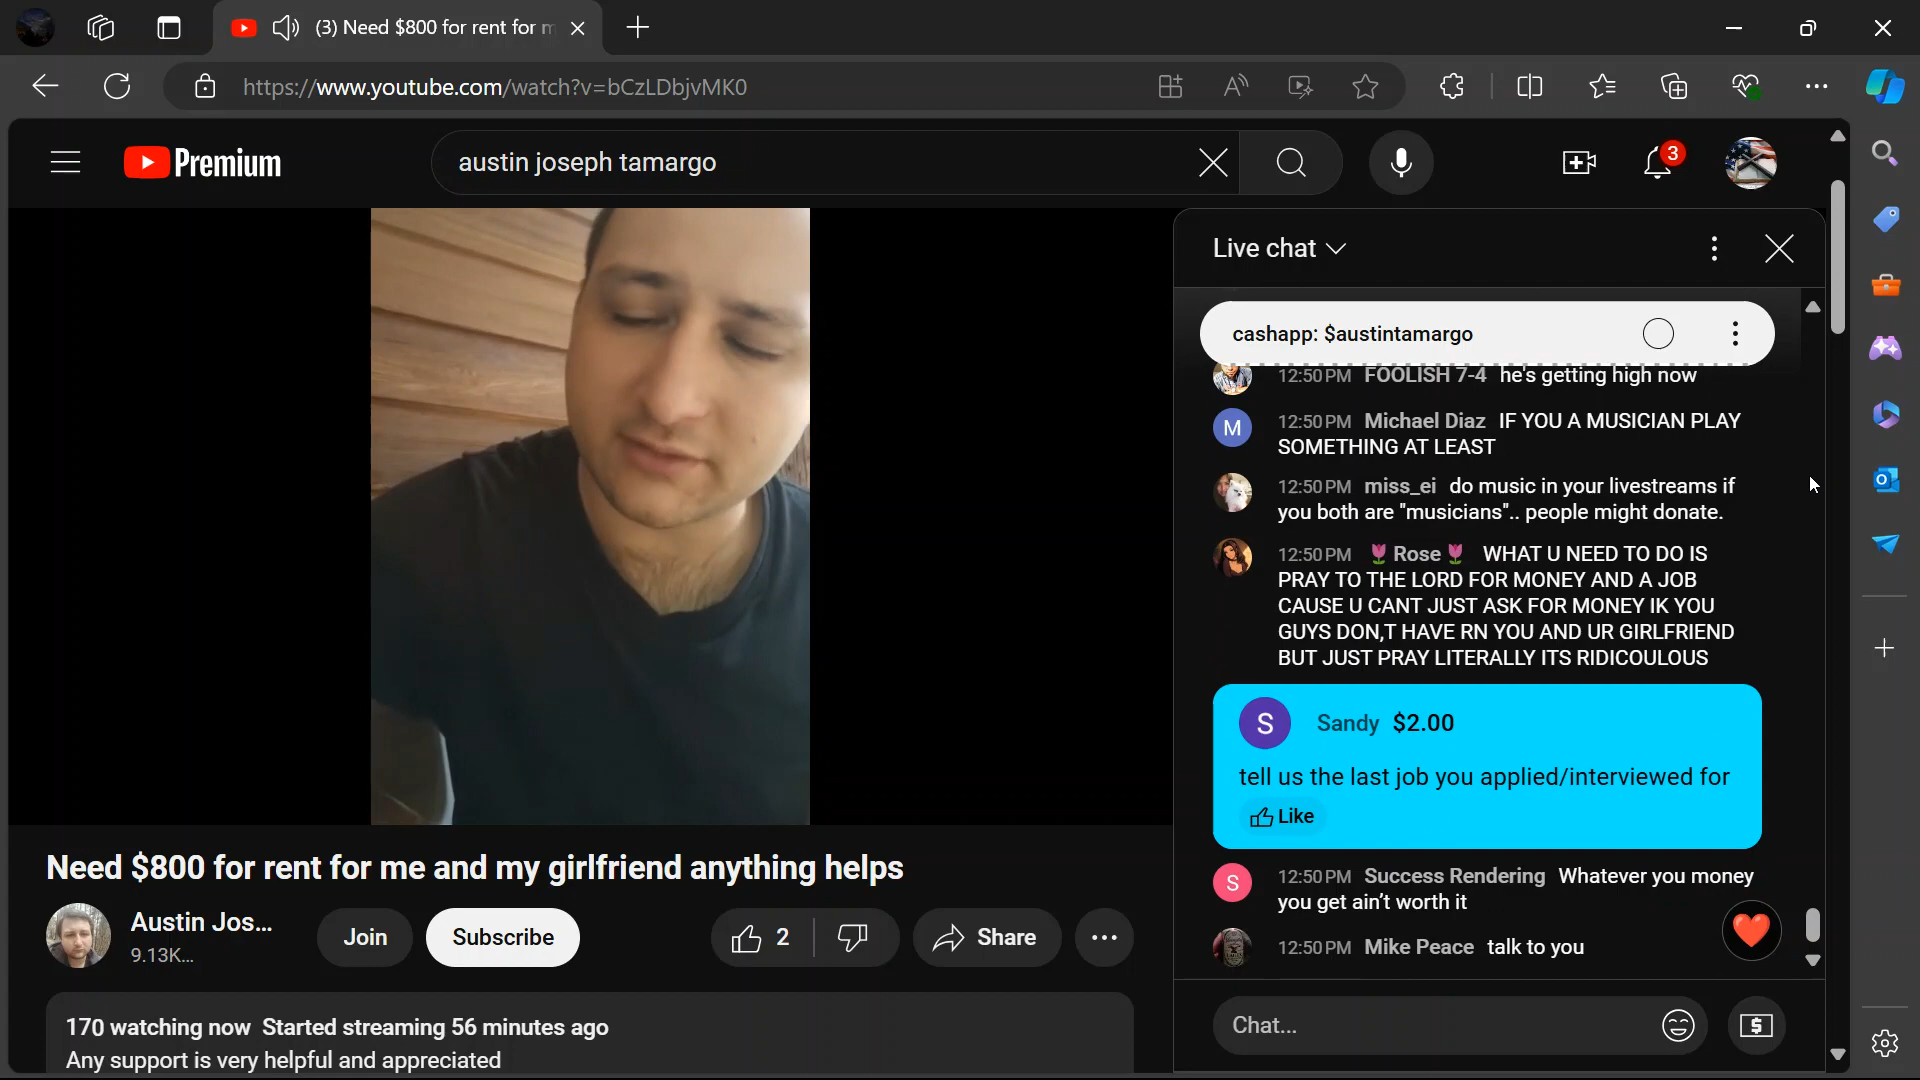 (3) Need $800 for rent for m
https://www.youtube.com/watch?v=bCzLDbjvMK0
Premium
austin joseph tamargo
3
Live chat
cashapp: $austintamargo
12:50 PM FOOLISH 7-4 he's getting high now
M
12:50 PM Michael Diaz IF YOU A MUSICIAN PLAY
SOMETHING AT LEAST
12:50 PM miss_ei do music in your livestreams if
you both are "musicians".. people might donate.
12:50 PM 🌷Rose🌷 WHAT U NEED TO DO IS
PRAY TO THE LORD FOR MONEY AND A JOB
CAUSE U CANT JUST ASK FOR MONEY IK YOU
GUYS DON,T HAVE RN YOU AND UR GIRLFRIEND
BUT JUST PRAY LITERALLY ITS RIDICOULOUS
S
Sandy $2.00
tell us the last job you applied/interviewed for
Like
S
12:50 PM Success Rendering Whatever you money
you get ain't worth it
12:50 PM Mike Peace talk to you
Chat...
Need $800 for rent for me and my girlfriend anything helps
Austin Jos...
9.13K...
Join
Subscribe
2
Share
170 watching now Started streaming 56 minutes ago
Any support is very helpful and appreciated